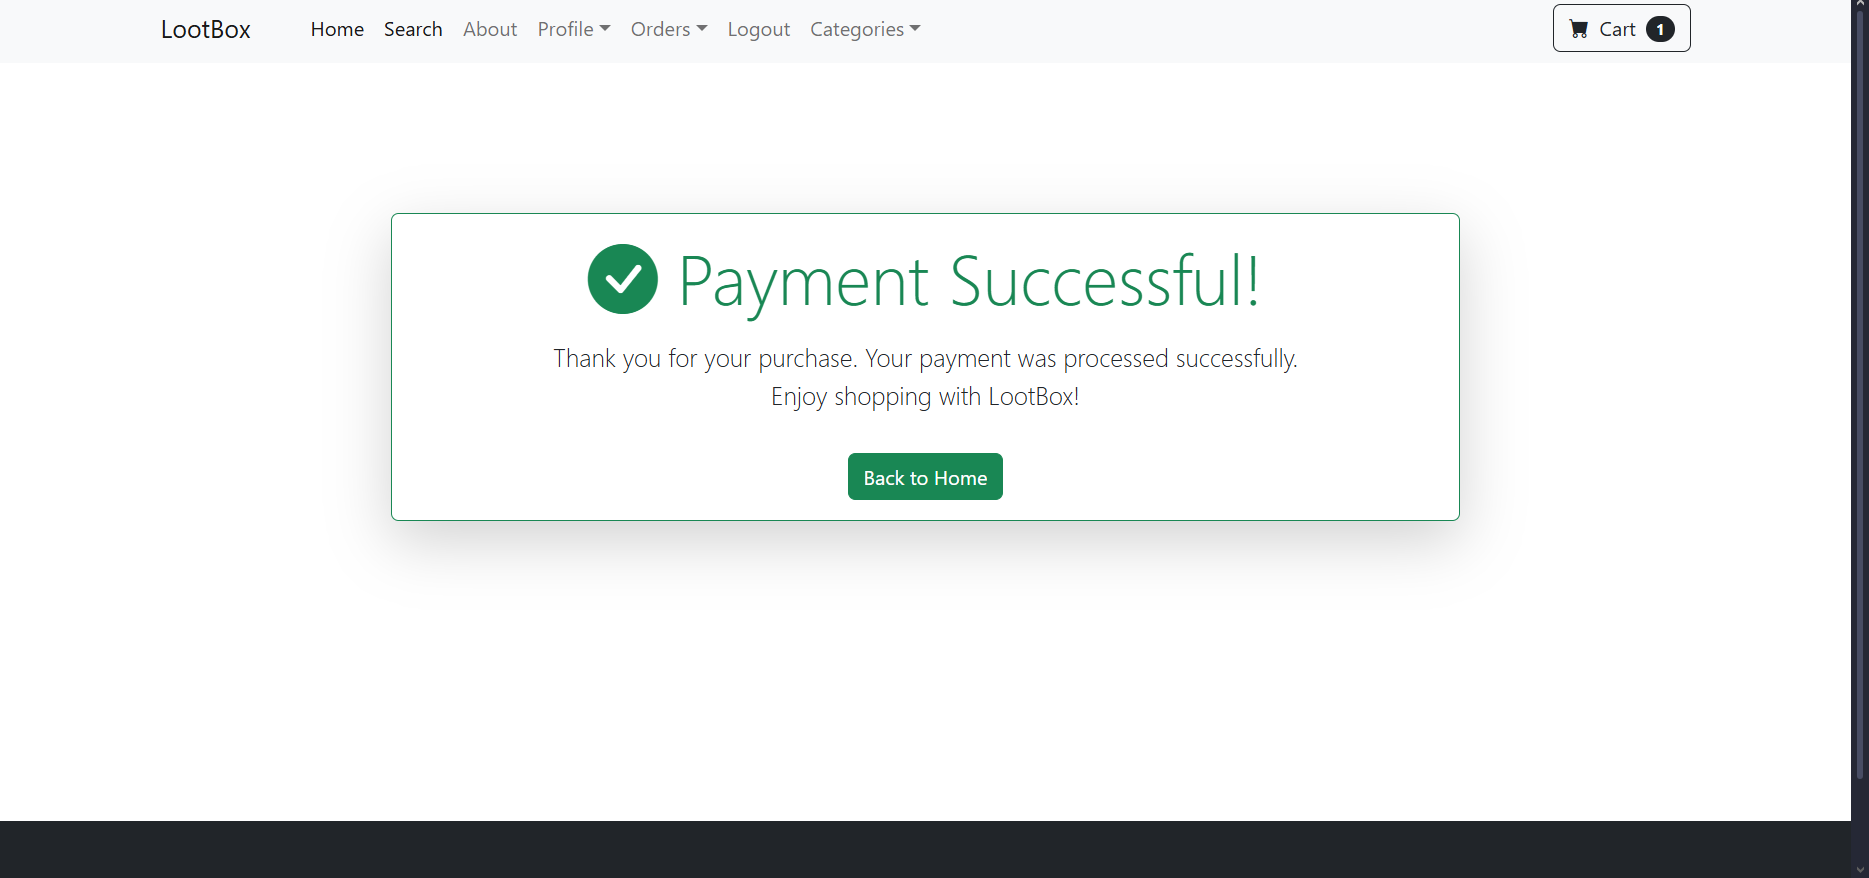 LootBox Home Search About Profile Orders Logout Categories Cart 1
Payment Successful!
Thank you for your purchase. Your payment was processed successfully.
Enjoy shopping with LootBox!
Back to Home